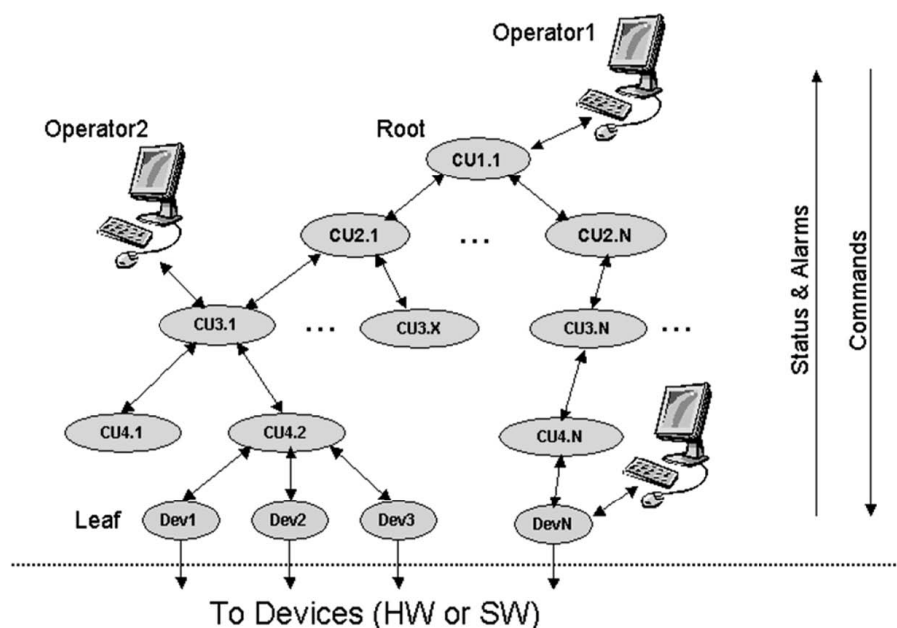 Operator1
Operator2
Root
CU1.1
CU2.1
...
CU2.N
CU3.1
...
CU3.X
CU3.N
...
CU4.1
CU4.2
CU4.N
Leaf
Dev1
Dev2
Dev3
DevN
Status & Alarms
Commands
To Devices (HW or SW)